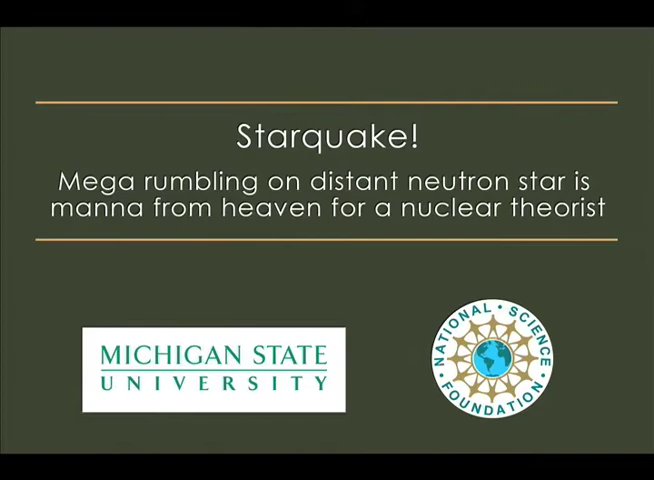 Starquake!
Mega rumbling on distant neutron star is
manna from heaven for a nuclear theorist
MICHIGAN STATE
UNIVERSITY
NATIONAL • SCIENCE
• FOUNDATION •